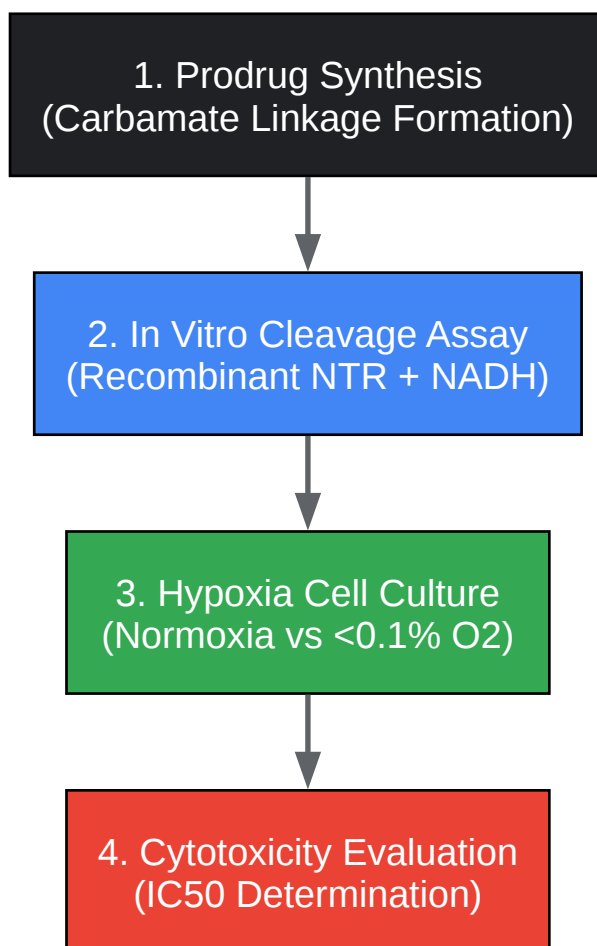 1. Prodrug Synthesis
(Carbamate Linkage Formation)
2. In Vitro Cleavage Assay
(Recombinant NTR + NADH)
3. Hypoxia Cell Culture
(Normoxia vs <0.1% O2)
4. Cytotoxicity Evaluation
(IC50 Determination)